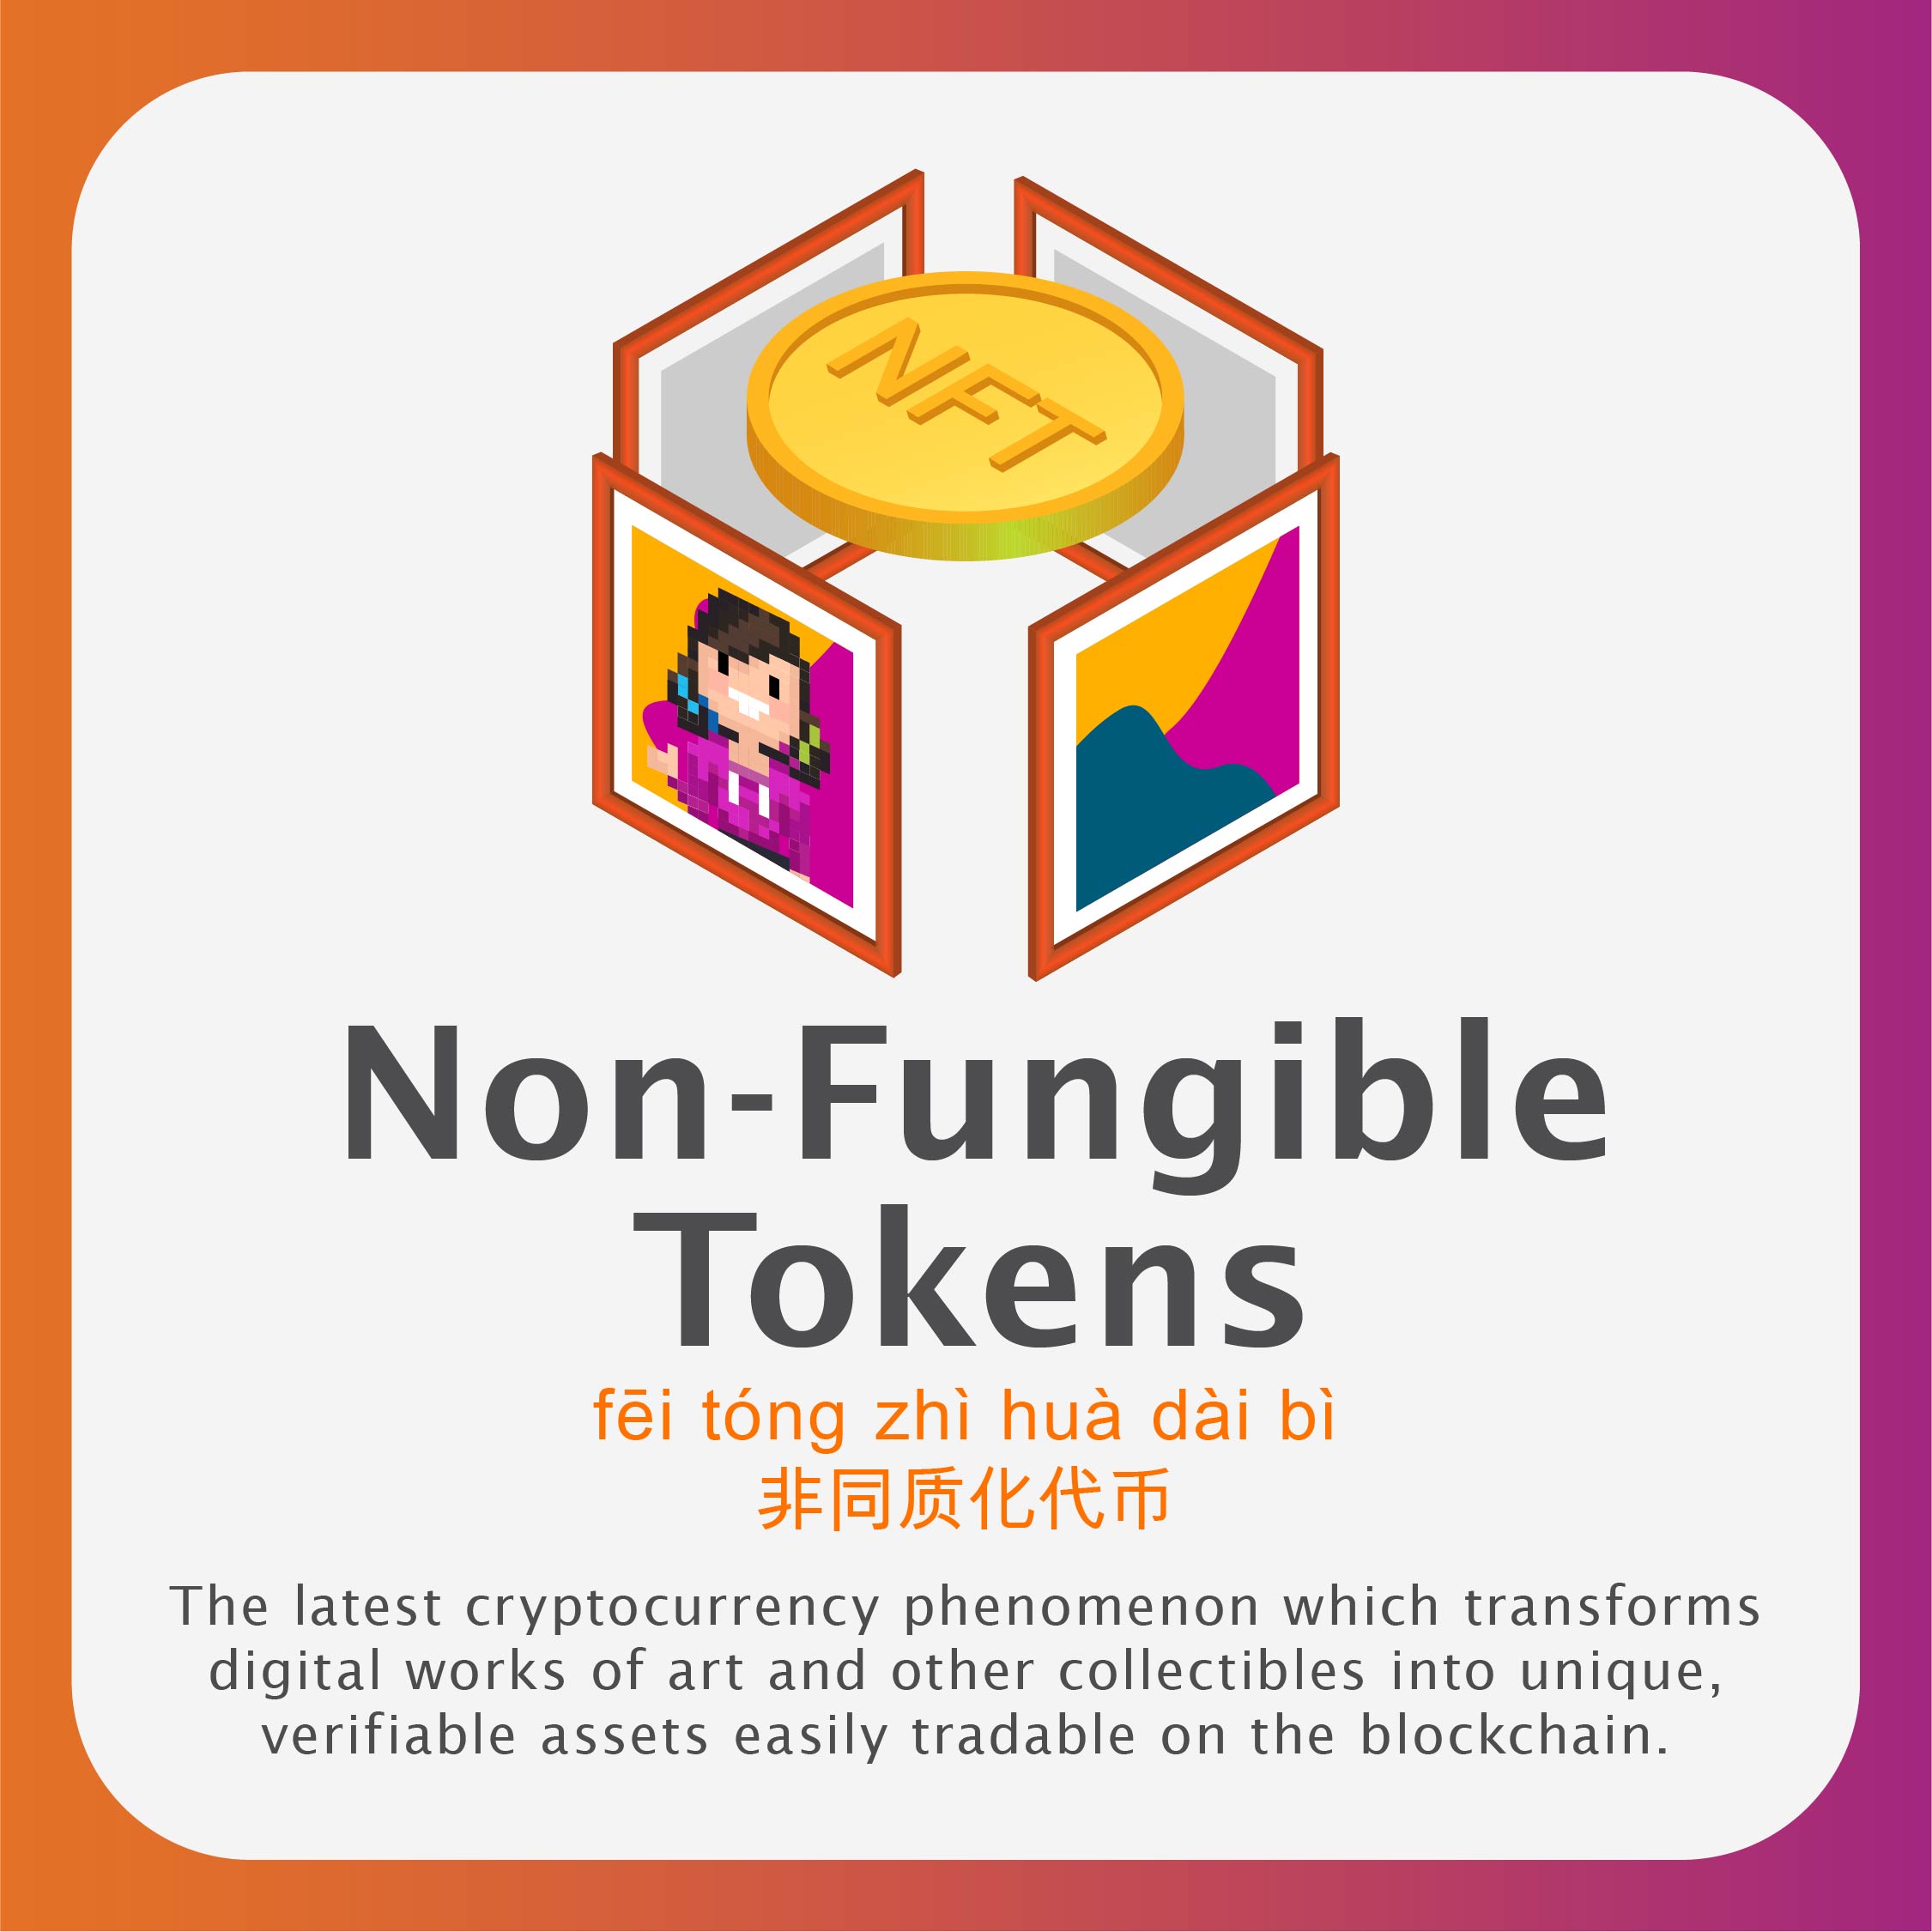 NFT
Non-Fungible
Tokens
fēi tóng zhì huà dài bì
非同质化代币
The latest cryptocurrency phenomenon which transforms
digital works of art and other collectibles into unique,
verifiable assets easily tradable on the blockchain.